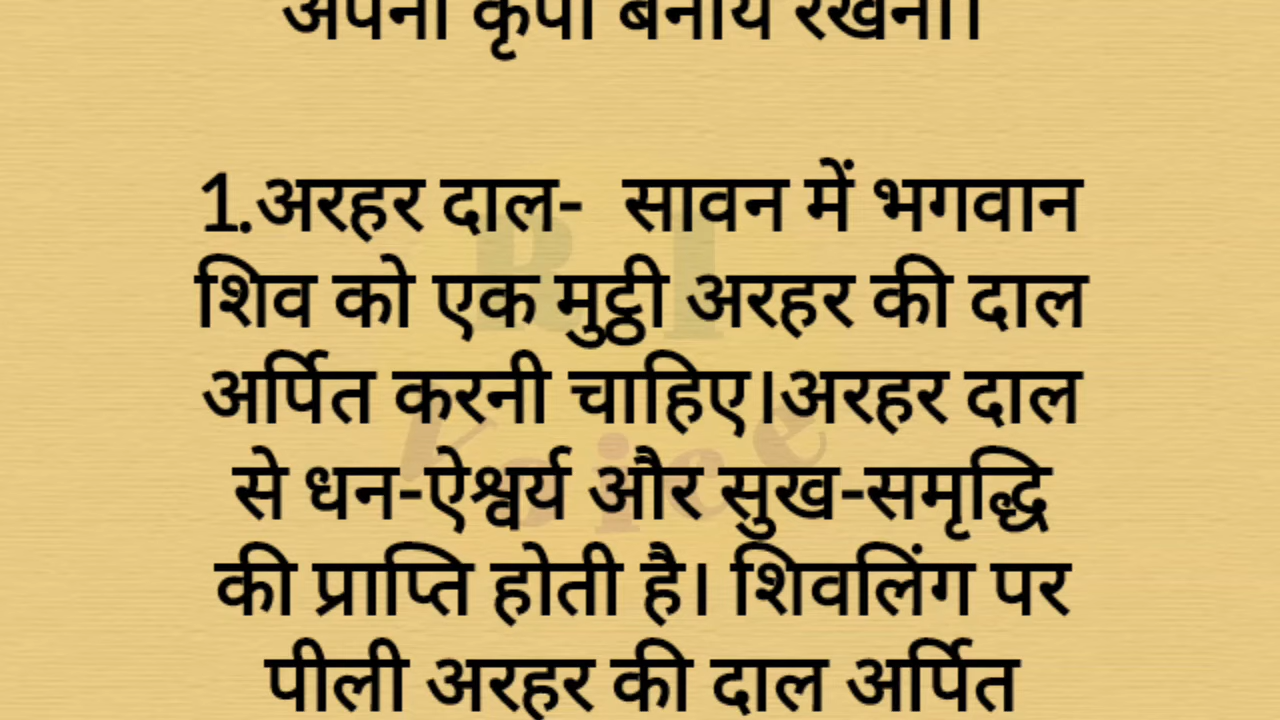 अपनी कृपा बनाये रखना।
1.अरहर दाल-  सावन में भगवान
शिव को एक मुट्ठी अरहर की दाल
अर्पित करनी चाहिए।अरहर दाल
से धन-ऐश्वर्य और सुख-समृद्धि
की प्राप्ति होती है। शिवलिंग पर
पीली अरहर की दाल अर्पित